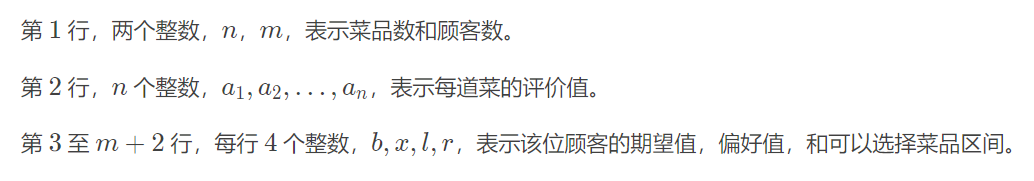 第 1 行，两个整数，n，m，表示菜品数和顾客数。
第 2 行，n 个整数，a₁, a₂, . . . , aₙ，表示每道菜的评价值。
第 3 至 m + 2 行，每行 4 个整数，b, x, l, r，表示该位顾客的期望值，偏好值，和可以选择菜品区间。